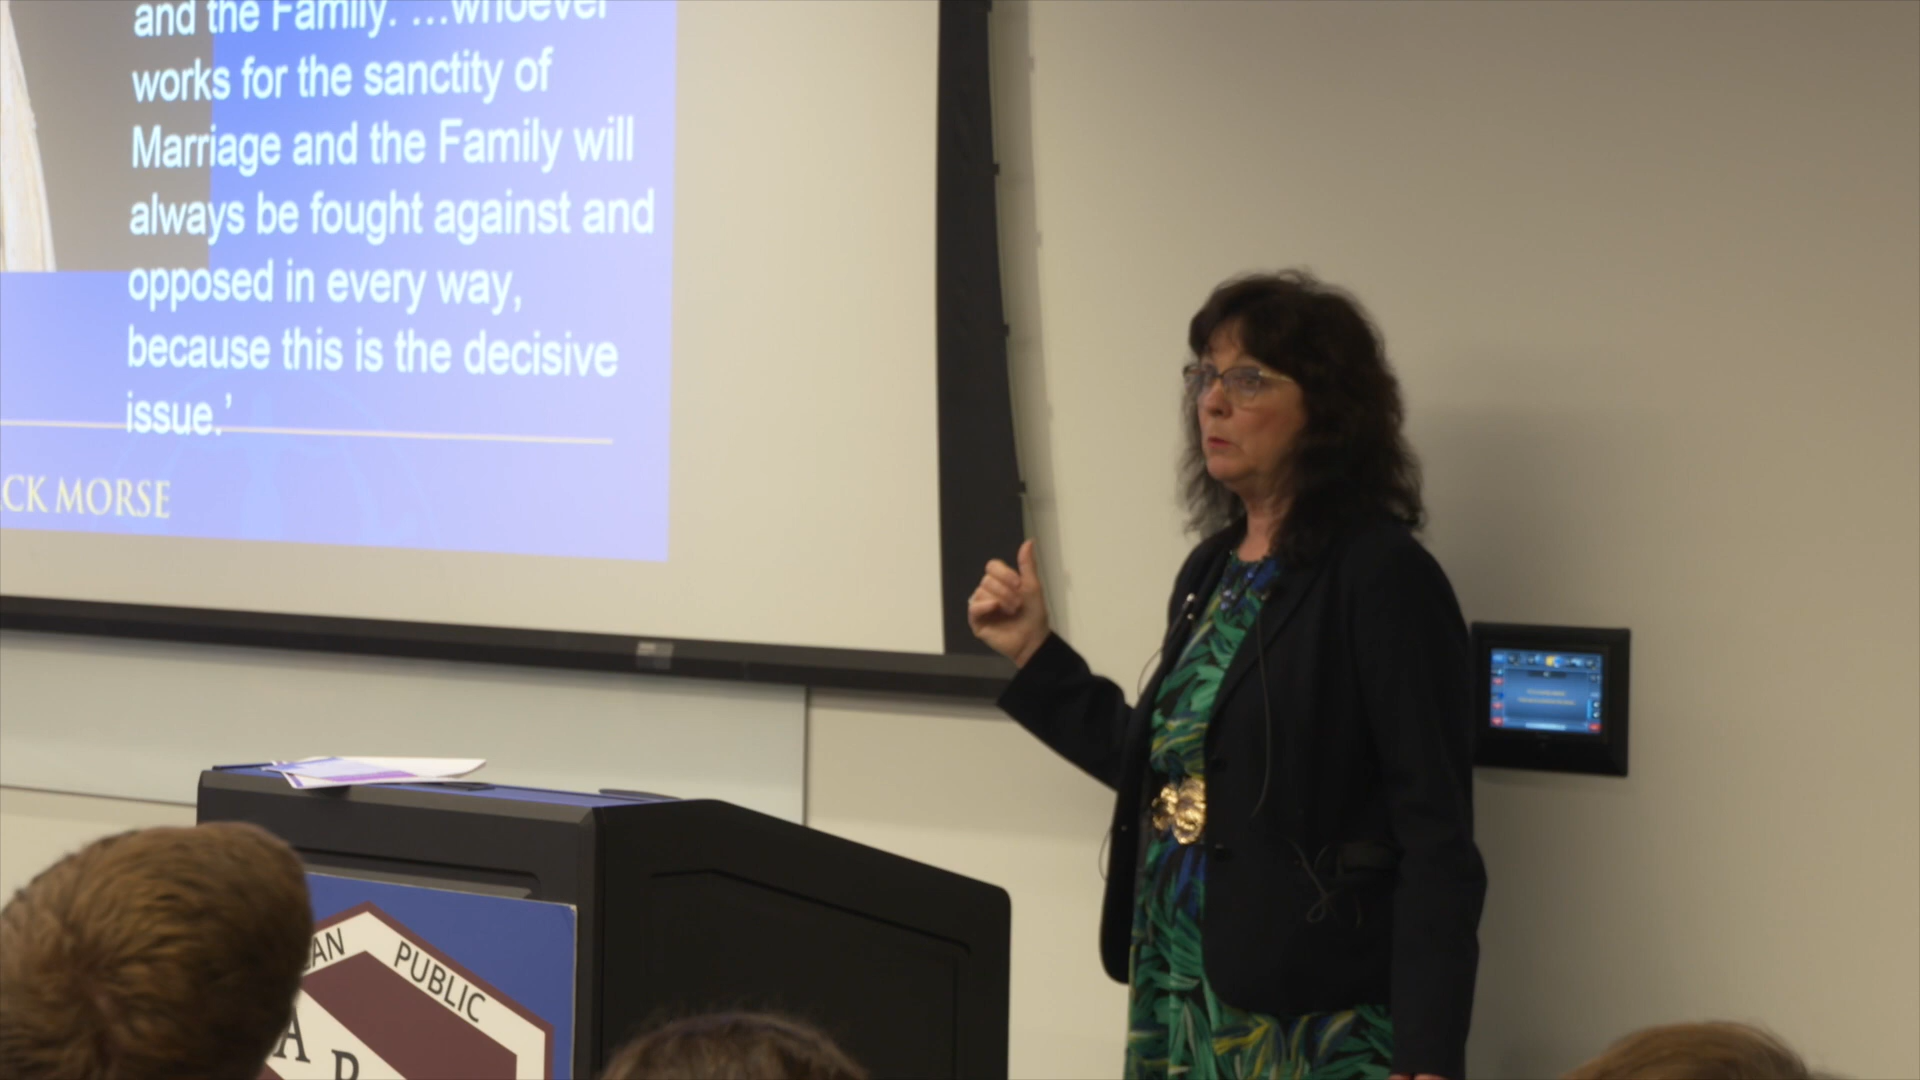 and the Family. ...whoever
works for the sanctity of
Marriage and the Family will
always be fought against and
opposed in every way,
because this is the decisive
issue.’
CK MORSE
AN PUBLIC
A